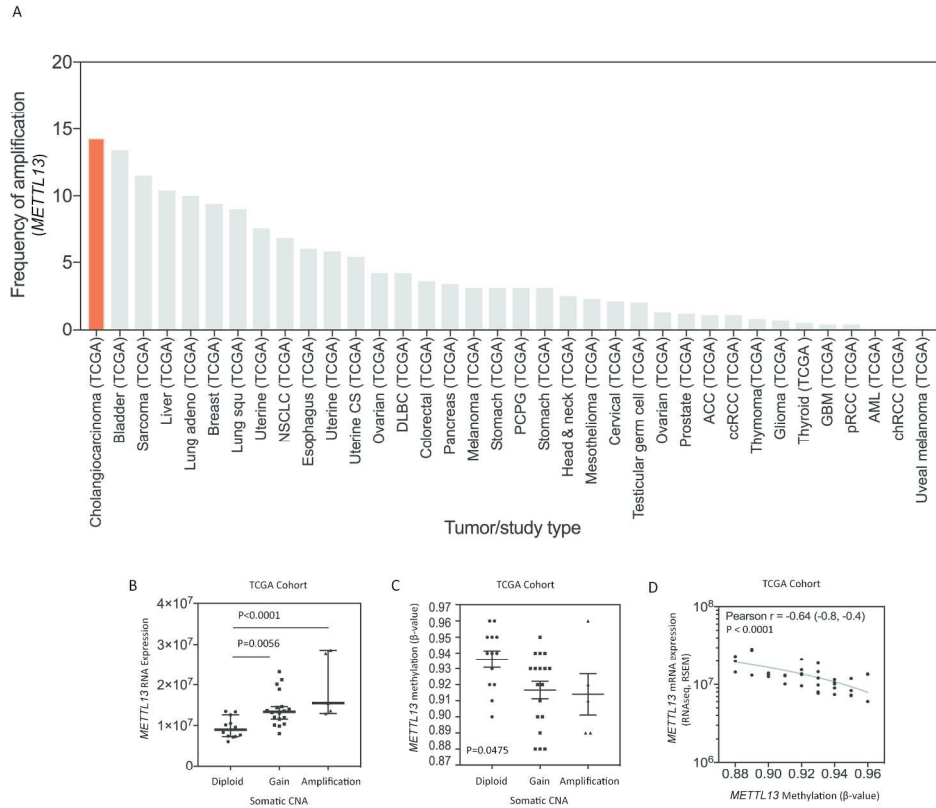 A
Frequency of amplification
(METTL13)
20
15
10
5
0
Cholangiocarcinoma (TCGA)
Bladder (TCGA)
Sarcoma (TCGA)
Liver (TCGA)
Lung adeno (TCGA)
Breast (TCGA)
Lung squ (TCGA)
Uterine (TCGA)
NSCLC (TCGA)
Esophagus (TCGA)
Uterine (TCGA)
Uterine CS (TCGA)
Ovarian (TCGA)
DLBC (TCGA)
Colorectal (TCGA)
Pancreas (TCGA)
Melanoma (TCGA)
Stomach (TCGA)
PCPG (TCGA)
Stomach (TCGA)
Head & neck (TCGA)
Mesothelioma (TCGA)
Cervical (TCGA)
Testicular germ cell (TCGA)
Ovarian (TCGA)
Prostate (TCGA)
ACC (TCGA)
ccRCC (TCGA)
Thymoma(TCGA)
Glioma (TCGA)
Thyroid (TCGA )
GBM (TCGA)
pRCC (TCGA)
AML (TCGA)
chRCC (TCGA)
Uveal melanoma (TCGA)
Tumor/study type
B
TCGA Cohort
METTL13 RNA Expression
4×10⁷
3×10⁷
2×10⁷
1×10⁷
0
P<0.0001
P=0.0056
Diploid
Gain
Amplification
Somatic CNA
C
TCGA Cohort
METTL13 methylation (β-value)
0.97
0.96
0.95
0.94
0.93
0.92
0.91
0.90
0.89
0.88
0.87
P=0.0475
Diploid
Gain
Amplification
Somatic CNA
D
TCGA Cohort
METTL13 mRNA expression
(RNAseq, RSEM)
10⁸
10⁷
10⁶
Pearson r = -0.64 (-0.8, -0.4)
P < 0.0001
0.88
0.90
0.92
0.94
0.96
METTL13 Methylation (β-value)